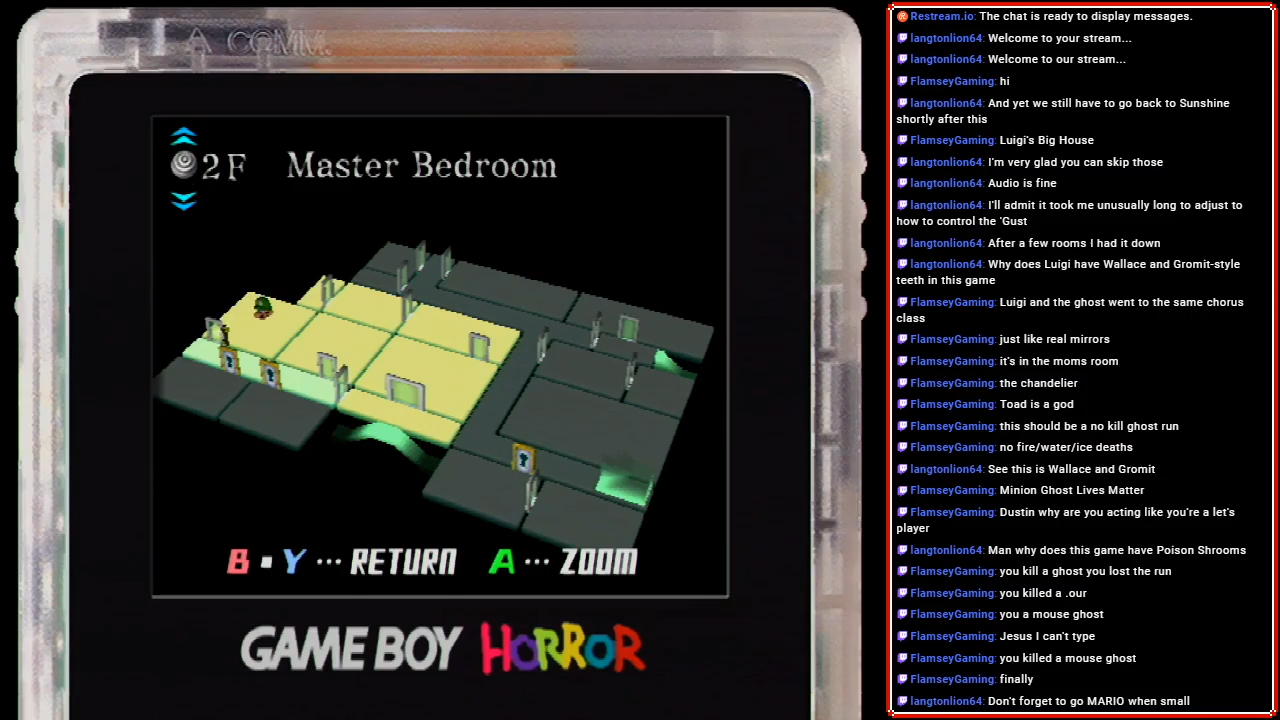 A COMM.
2F Master Bedroom
B • Y ••• RETURN A ••• ZOOM
GAME BOY HORROR
Restream.io: The chat is ready to display messages.
langtonlion64: Welcome to your stream...
langtonlion64: Welcome to our stream...
FlamseyGaming: hi
langtonlion64: And yet we still have to go back to Sunshine
shortly after this
FlamseyGaming: Luigi's Big House
langtonlion64: I'm very glad you can skip those
langtonlion64: Audio is fine
langtonlion64: I'll admit it took me unusually long to adjust to
how to control the 'Gust
langtonlion64: After a few rooms I had it down
langtonlion64: Why does Luigi have Wallace and Gromit-style
teeth in this game
FlamseyGaming: Luigi and the ghost went to the same chorus
class
FlamseyGaming: just like real mirrors
FlamseyGaming: it's in the moms room
FlamseyGaming: the chandelier
FlamseyGaming: Toad is a god
FlamseyGaming: this should be a no kill ghost run
FlamseyGaming: no fire/water/ice deaths
langtonlion64: See this is Wallace and Gromit
FlamseyGaming: Minion Ghost Lives Matter
FlamseyGaming: Dustin why are you acting like you're a let's
player
langtonlion64: Man why does this game have Poison Shrooms
FlamseyGaming: you kill a ghost you lost the run
FlamseyGaming: you killed a .our
FlamseyGaming: you a mouse ghost
FlamseyGaming: Jesus I can't type
FlamseyGaming: you killed a mouse ghost
FlamseyGaming: finally
langtonlion64: Don't forget to go MARIO when small